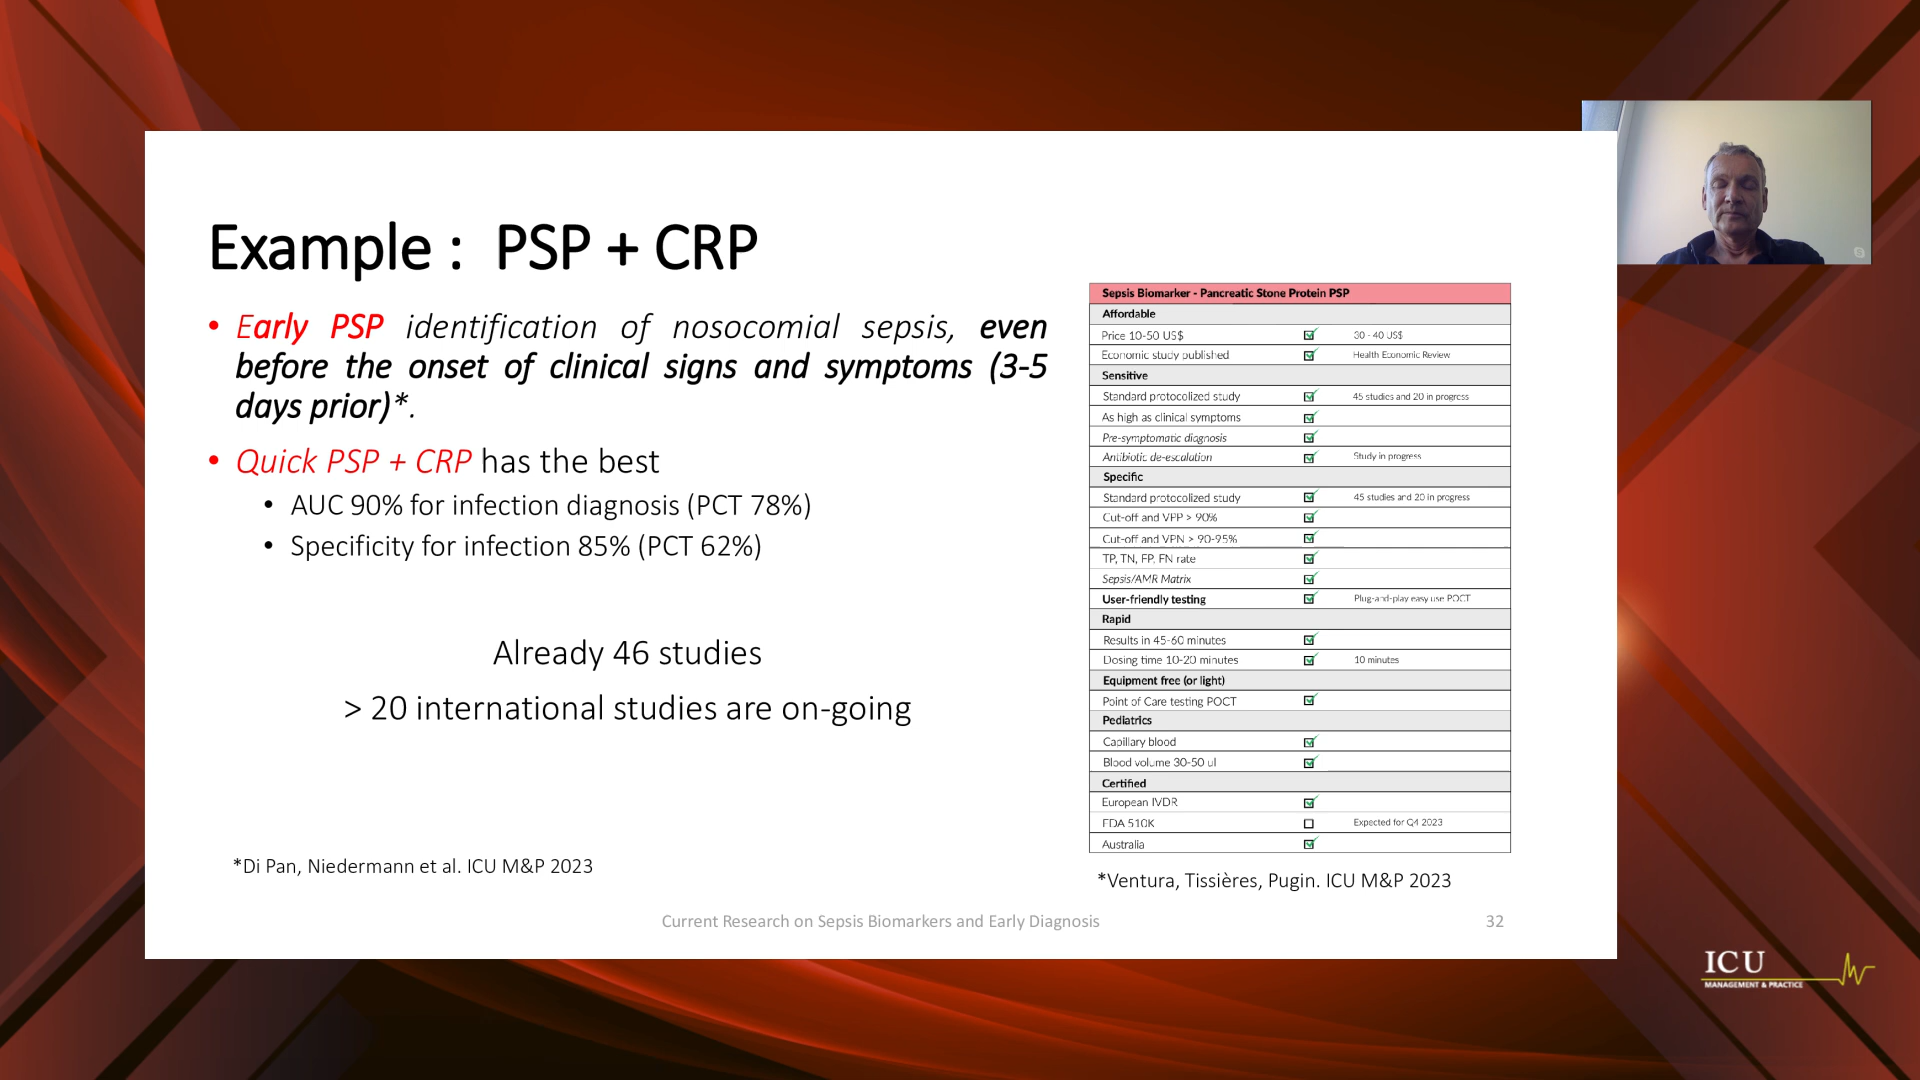 Example :  PSP + CRP
• Early PSP identification of nosocomial sepsis, even
before the onset of clinical signs and symptoms (3-5
days prior)*.
• Quick PSP + CRP has the best
• AUC 90% for infection diagnosis (PCT 78%)
• Specificity for infection 85% (PCT 62%)
Already 46 studies
> 20 international studies are on-going
*Di Pan, Niedermann et al. ICU M&P 2023
Sepsis Biomarker - Pancreatic Stone Protein PSP
Affordable
Price 10-50 US$ 30 - 40 US$
Economic study published Health Economic Review
Sensitive
Standard protocolized study 45 studies and 20 in progress
As high as clinical symptoms
Pre-symptomatic diagnosis
Antibiotic de-escalation Study in progress
Specific
Standard protocolized study 45 studies and 20 in progress
Cut-off and VPP > 90%
Cut-off and VPN > 90-95%
TP, TN, FP, FN rate
Sepsis/AMR Matrix
User-friendly testing Plug-and-play easy use POCT
Rapid
Results in 45-60 minutes
Dosing time 10-20 minutes 10 minutes
Equipment free (or light)
Point of Care testing POCT
Pediatrics
Capillary blood
Blood volume 30-50 ul
Certified
European IVDR
FDA 510K Expected for Q4 2023
Australia
*Ventura, Tissières, Pugin. ICU M&P 2023
Current Research on Sepsis Biomarkers and Early Diagnosis 32
ICU
MANAGEMENT & PRACTICE